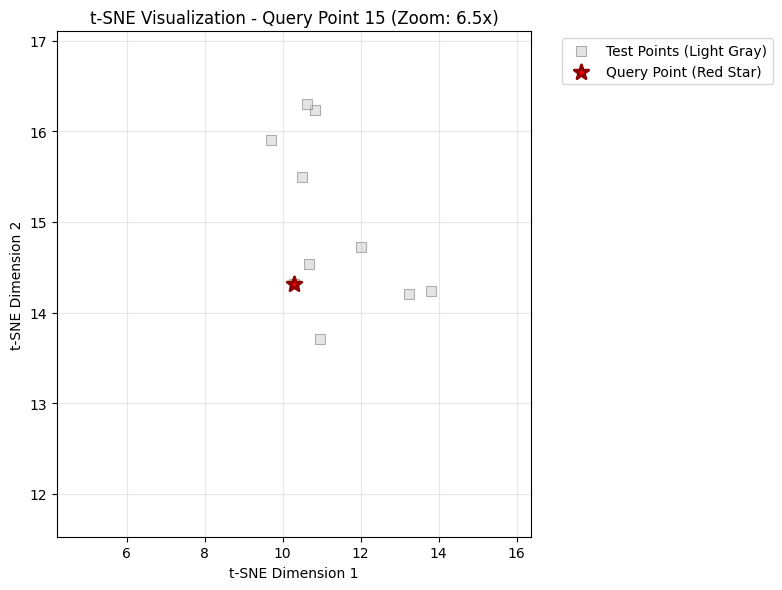 t-SNE Visualization - Query Point 15 (Zoom: 6.5x)
Test Points (Light Gray)
Query Point (Red Star)
t-SNE Dimension 2
17
16
15
14
13
12
6 8 10 12 14 16
t-SNE Dimension 1